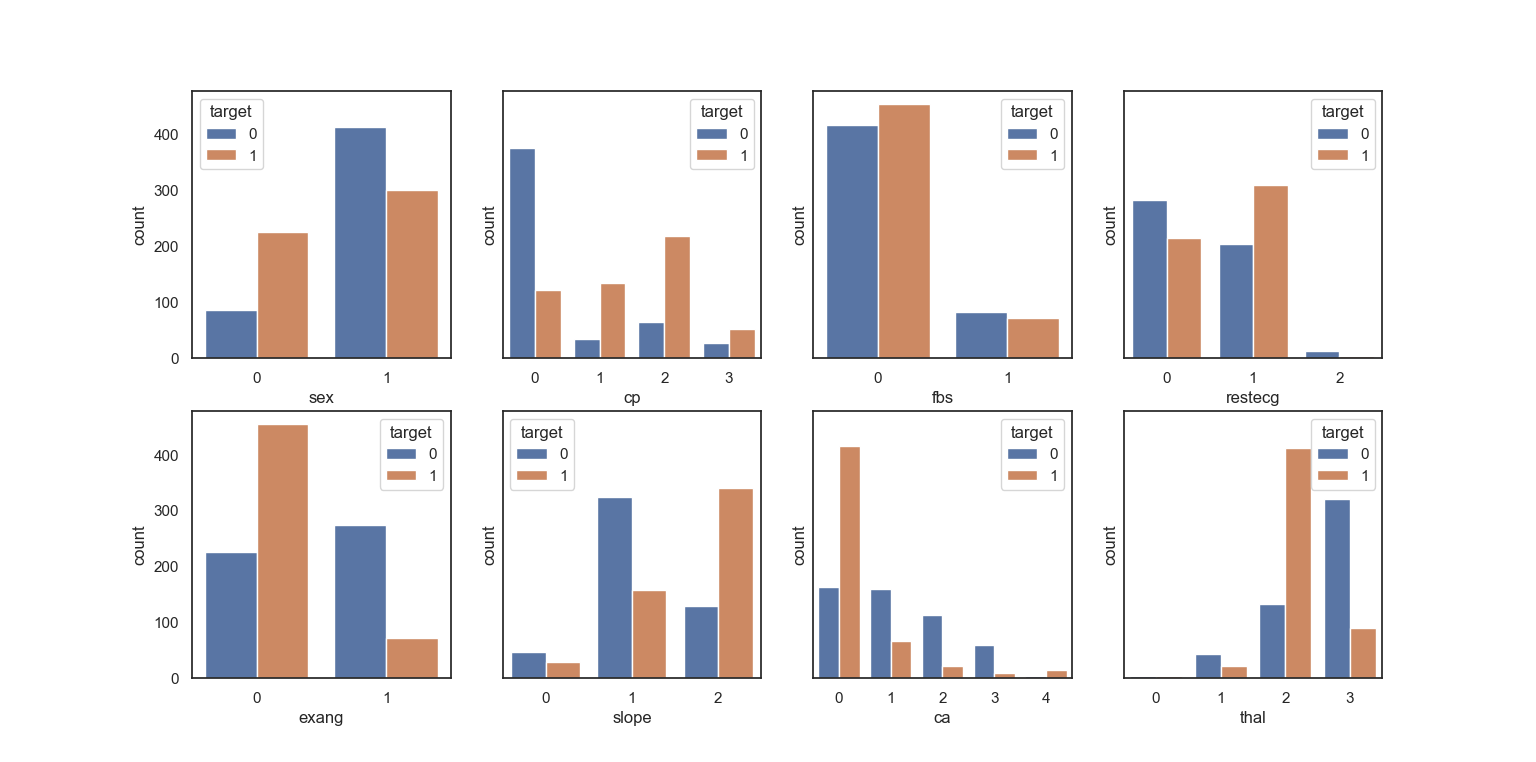 target
0
1
400
300
200
100
0
count
0 1
sex
target
0
1
count
0 1 2 3
cp
target
0
1
count
0 1
fbs
target
0
1
count
0 1 2
restecg
target
0
1
400
300
200
100
0
count
0 1
exang
target
0
1
count
0 1 2
slope
target
0
1
count
0 1 2 3 4
ca
target
0
1
count
0 1 2 3
thal